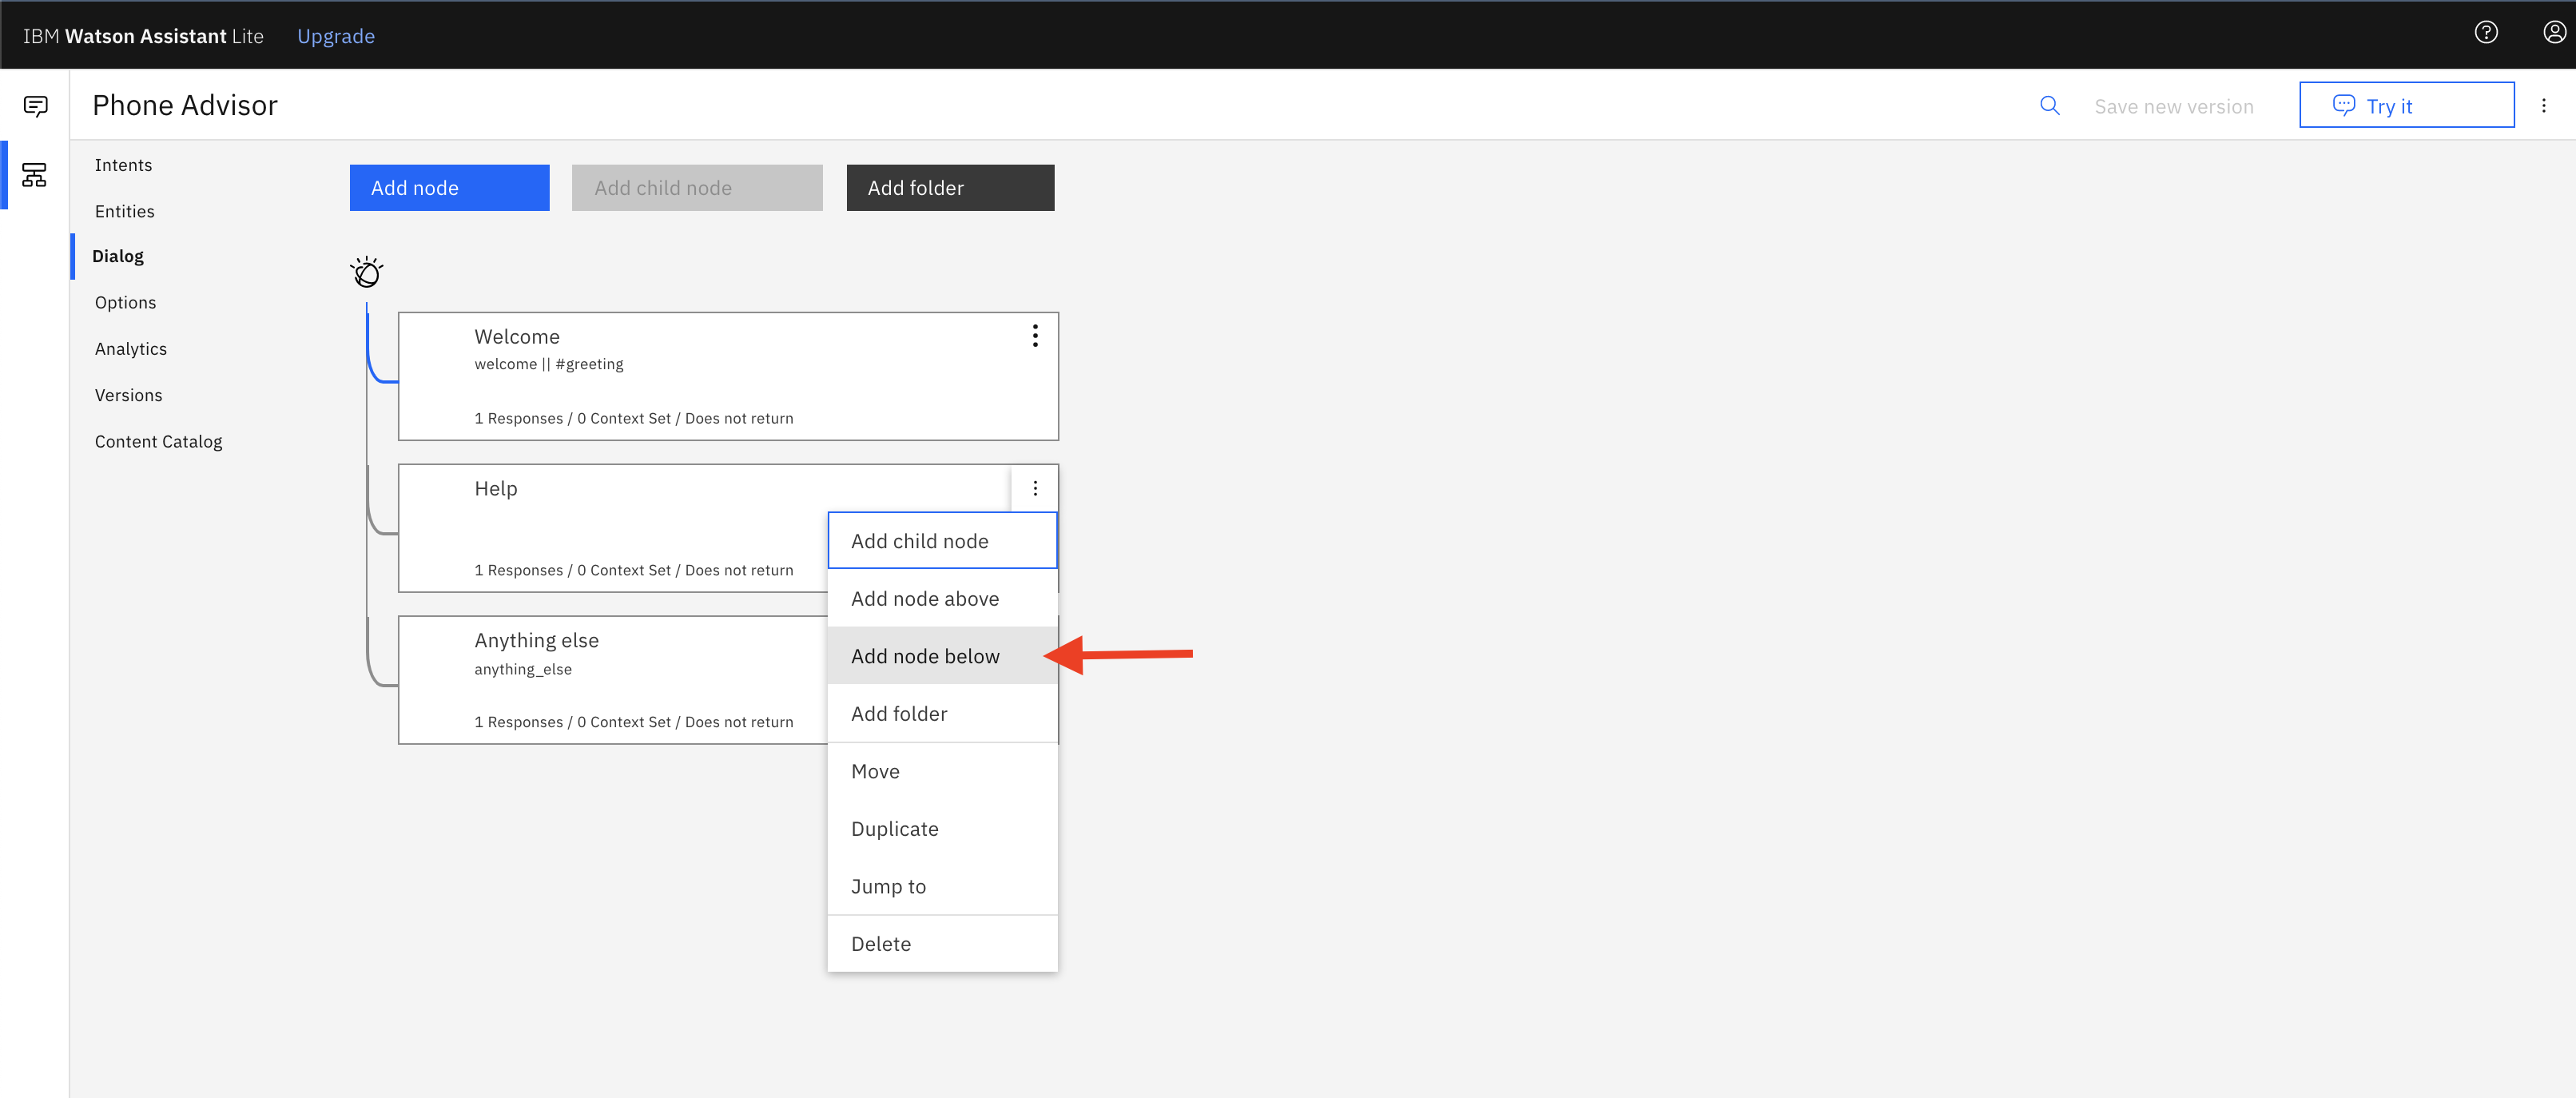 IBM Watson Assistant Lite Upgrade
Phone Advisor
Save new version
Try it
Intents
Entities
Dialog
Options
Analytics
Versions
Content Catalog
Add node
Add child node
Add folder
Welcome
welcome || #greeting
1 Responses / 0 Context Set / Does not return
Help
1 Responses / 0 Context Set / Does not return
Anything else
anything_else
1 Responses / 0 Context Set / Does not return
Add child node
Add node above
Add node below
Add folder
Move
Duplicate
Jump to
Delete